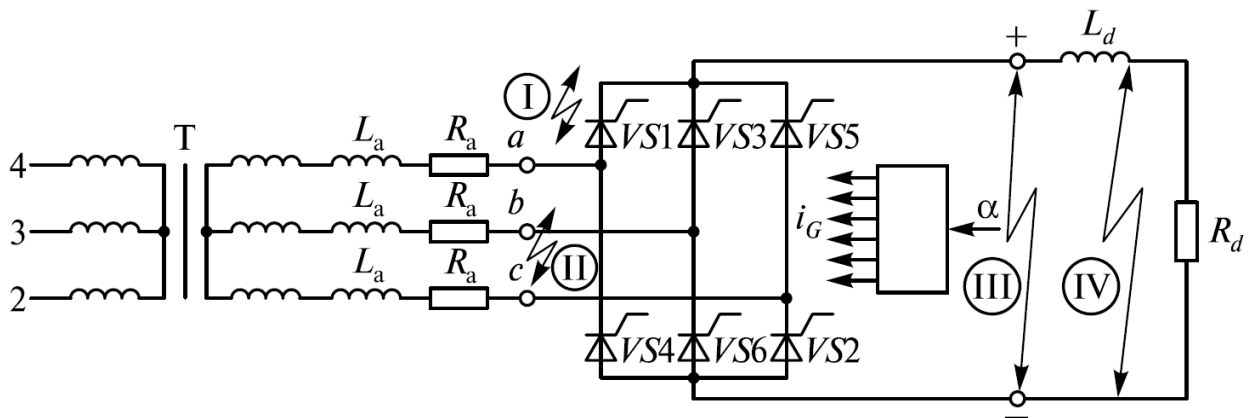 +
L_d
I
T
L_a R_a a VS1 VS3 VS5
4
L_a R_a b
3
i_G α
R_d
L_a R_a c II
2
III IV
VS4 VS6 VS2
−